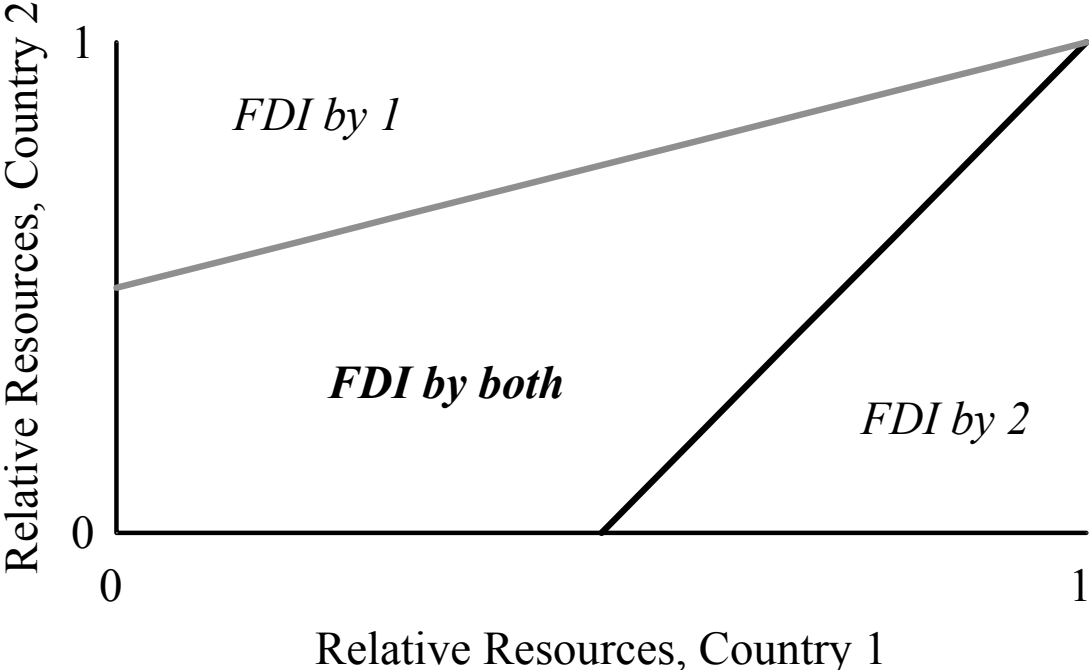 Relative Resources, Country 2
1
FDI by 1
FDI by both
FDI by 2
0
0
1
Relative Resources, Country 1